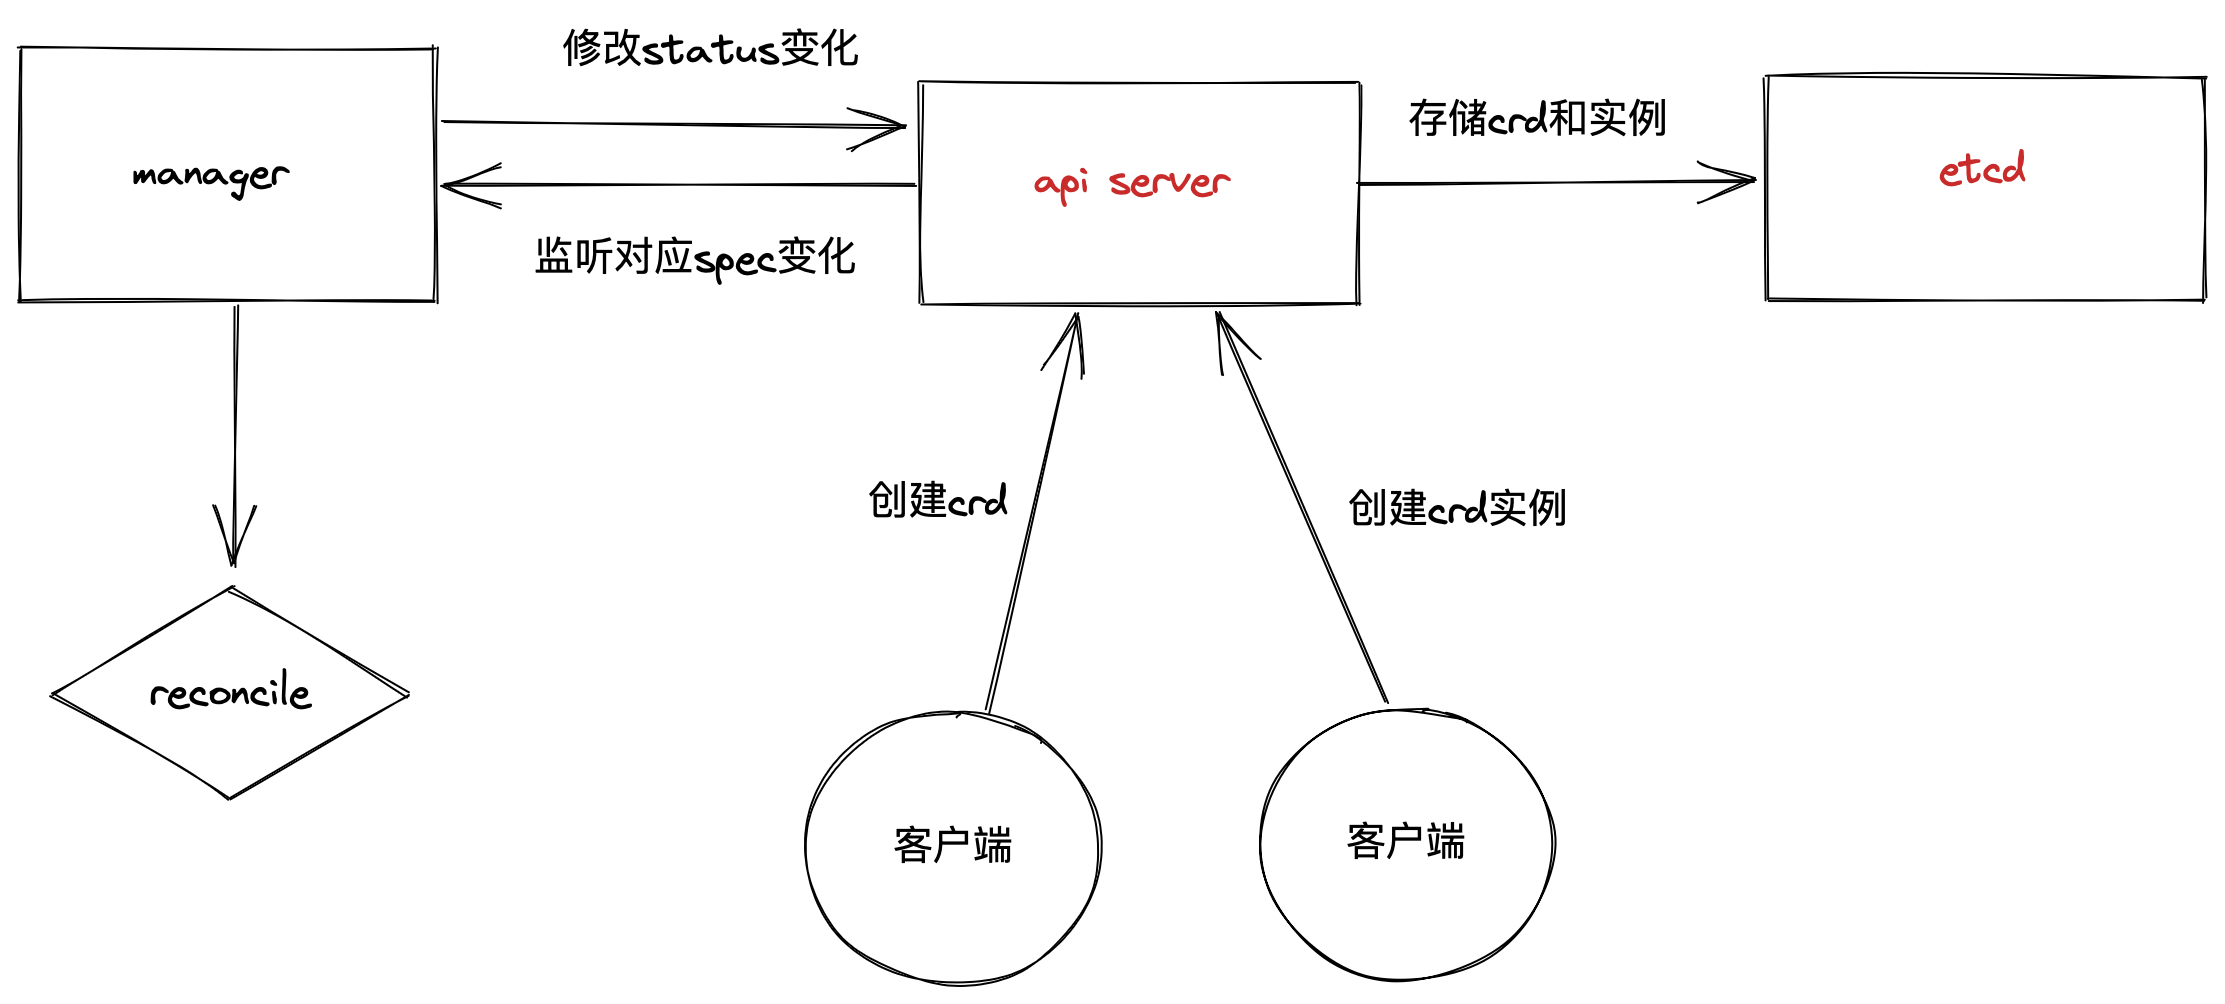 修改status变化
manager
api server
存储crd和实例
etcd
监听对应spec变化
创建crd
创建crd实例
reconcile
客户端
客户端